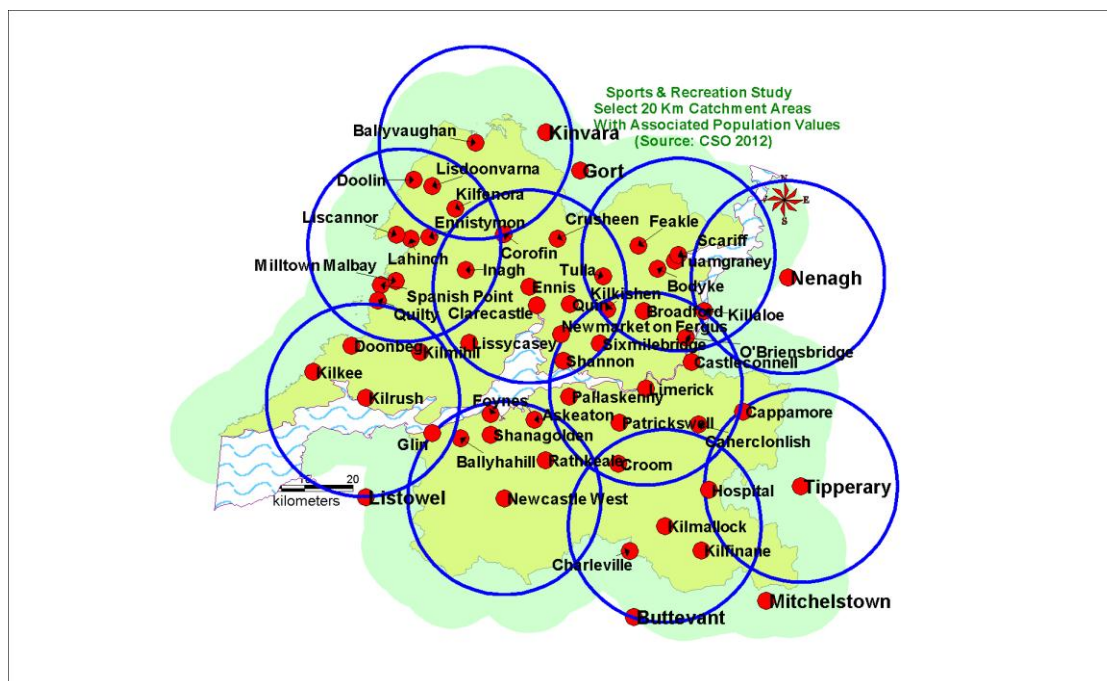 Sports & Recreation Study
Select 20 Km Catchment Areas
With Associated Population Values
(Source: CSO 2012)
Ballyvaughan
Kinvara
Gort
Lisdoonvarna
Doolin
Kilfenora
Liscannor
Ennistymon
Crusheen
Feakle
Scariff
Lahinch
Corofin
Tuamgraney
Milltown Malbay
Inagh
Tulla
Bodyke
Nenagh
Ennis
Spanish Point
Kilkishen
Quilty
Clarecastle
Quin
Broadford
Killaloe
Newmarket on Fergus
Doonbeg
Kilmihil
Lissycasey
Sixmilebridge
O'Briensbridge
Shannon
Castleconnell
Kilkee
Limerick
Kilrush
Foynes
Pallaskenny
Askeaton
Patrickswell
Cappamore
Glin
Shanagolden
Caherclonlish
Ballyhahill
Rathkeale
Croom
10 20
kilometers
Listowel
Newcastle West
Hospital
Tipperary
Kilmallock
Charleville
Kilfinane
Mitchelstown
Buttevant
N
E
S